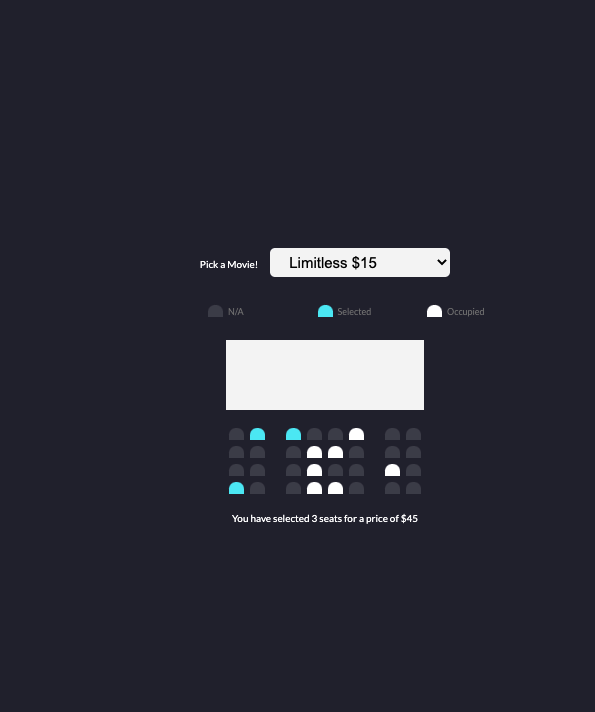 Pick a Movie!
Limitless $15
N/A
Selected
Occupied
You have selected 3 seats for a price of $45